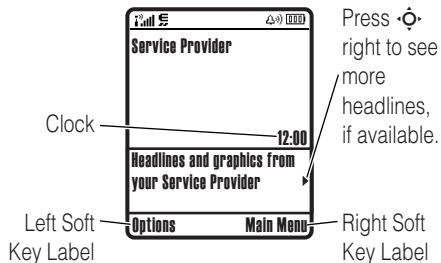 Service Provider
12:00
Headlines and graphics from
your Service Provider
Options Main Menu
Clock
Left Soft
Key Label
Press
right to see
more
headlines,
if available.
Right Soft
Key Label